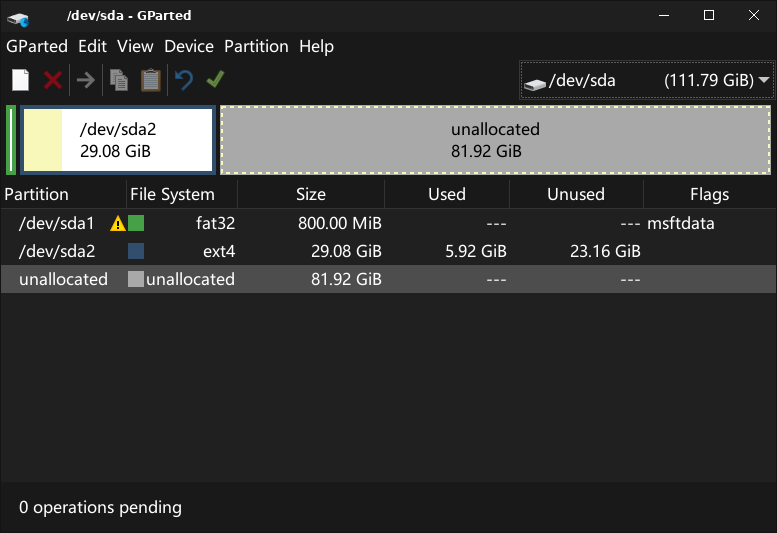 /dev/sda - GParted
GParted Edit View Device Partition Help
/dev/sda (111.79 GiB)
/dev/sda2
29.08 GiB
unallocated
81.92 GiB
Partition File System Size Used Unused Flags
/dev/sda1 fat32 800.00 MiB --- --- msftdata
/dev/sda2 ext4 29.08 GiB 5.92 GiB 23.16 GiB
unallocated unallocated 81.92 GiB --- ---
0 operations pending